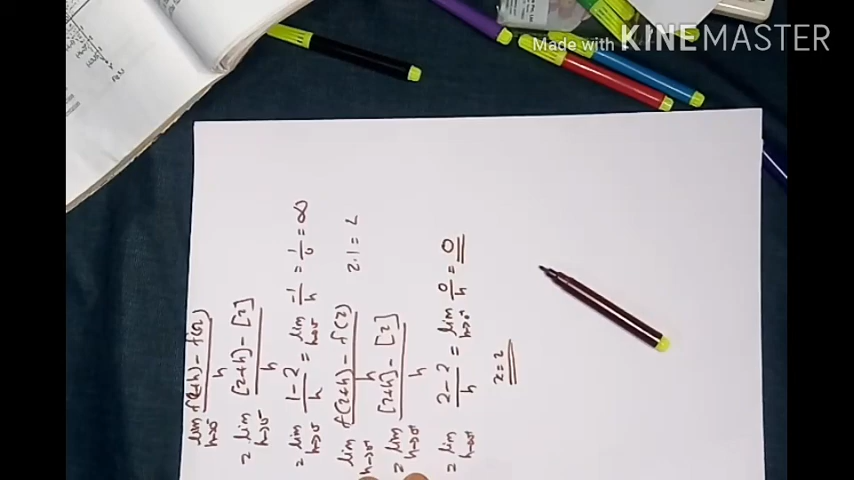 Made with KINEMASTER
lim h→0⁻ f(2+h) - f(2) / h
= lim h→0⁻ [2+h] - [2] / h
= lim h→0⁻ 1-2 / h = lim h→0⁻ -1 / h = 1/0 = ∞
lim h→0⁺ f(2+h) - f(2) / h 2.1 = 2
= lim h→0⁺ [2+h] - [2] / h
= lim h→0⁺ 2-2 / h = lim h→0⁺ 0/h = 0
x=2